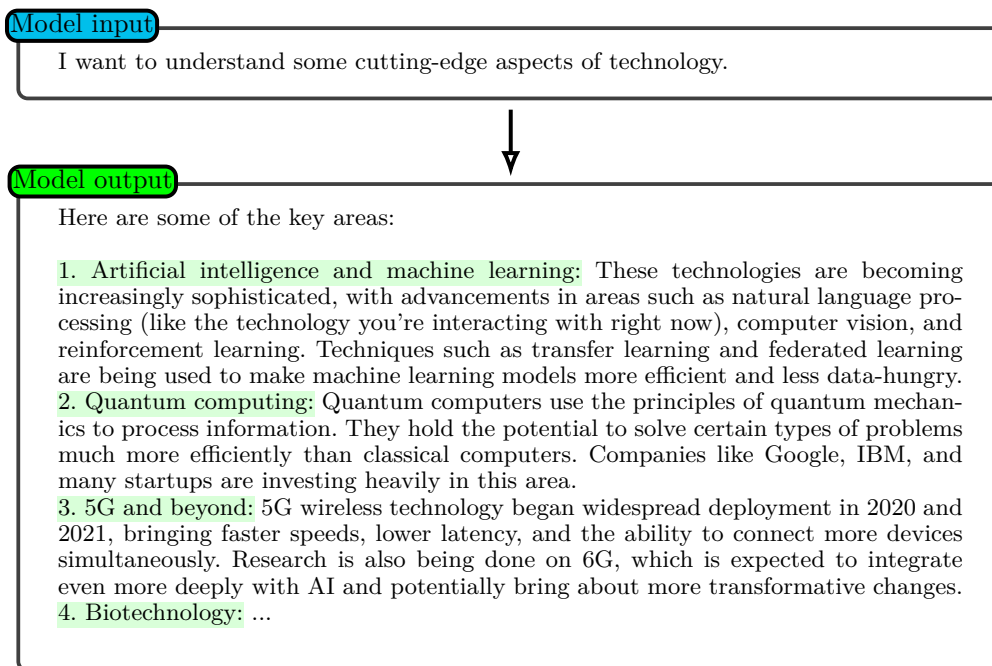 Model input
I want to understand some cutting-edge aspects of technology.
Model output
Here are some of the key areas:
1. Artificial intelligence and machine learning: These technologies are becoming
increasingly sophisticated, with advancements in areas such as natural language pro-
cessing (like the technology you're interacting with right now), computer vision, and
reinforcement learning. Techniques such as transfer learning and federated learning
are being used to make machine learning models more efficient and less data-hungry.
2. Quantum computing: Quantum computers use the principles of quantum mechan-
ics to process information. They hold the potential to solve certain types of problems
much more efficiently than classical computers. Companies like Google, IBM, and
many startups are investing heavily in this area.
3. 5G and beyond: 5G wireless technology began widespread deployment in 2020 and
2021, bringing faster speeds, lower latency, and the ability to connect more devices
simultaneously. Research is also being done on 6G, which is expected to integrate
even more deeply with AI and potentially bring about more transformative changes.
4. Biotechnology: ...